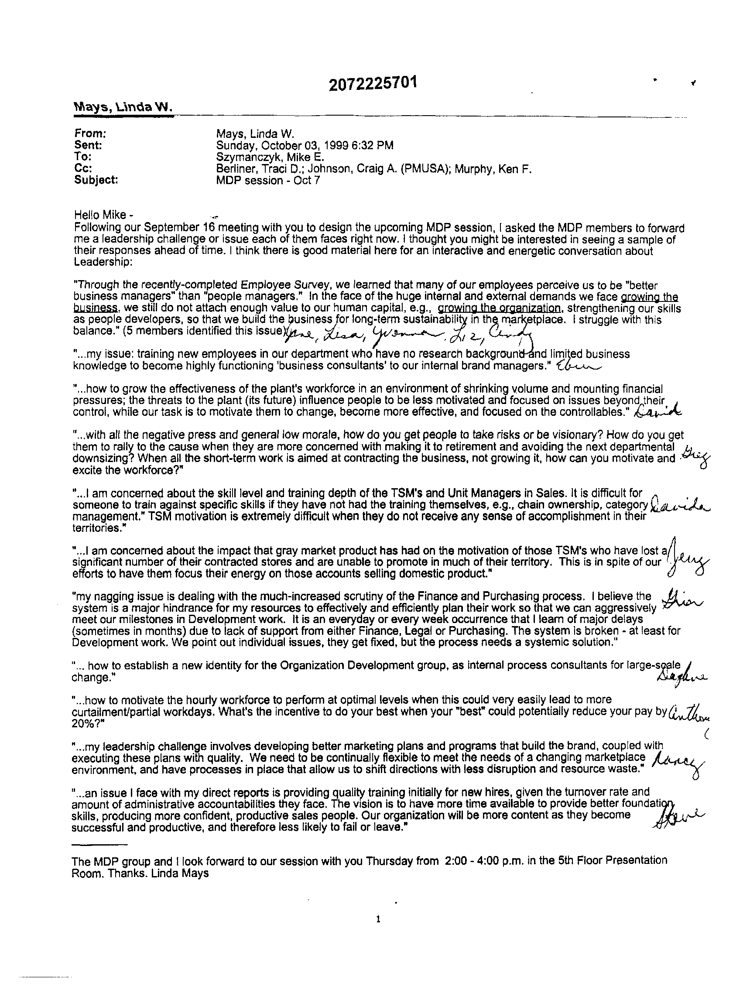 2072225701
Mays, Linda W.
From: Mays, Linda W.
Sent: Sunday, October 03, 1999 6:32 PM
To: Szymanczyk, Mike E.
Cc: Berliner, Traci D.; Johnson, Craig A. (PMUSA); Murphy, Ken F.
Subject: MDP session - Oct 7
Hello Mike -
Following our September 16 meeting with you to design the upcoming MDP session, I asked the MDP members to forward
me a leadership challenge or issue each of them faces right now. I thought you might be interested in seeing a sample of
their responses ahead of time. I think there is good material here for an interactive and energetic conversation about
Leadership:
"Through the recently-completed Employee Survey, we learned that many of our employees perceive us to be "better
business managers" than "people managers." In the face of the huge internal and external demands we face growing the
business, we still do not attach enough value to our human capital, e.g., growing the organization, strengthening our skills
as people developers, so that we build the business for long-term sustainability in the marketplace. I struggle with this
balance." (5 members identified this issue) Jane, Lisa, Yvonne, Liz, Cindy
"...my issue: training new employees in our department who have no research background and limited business
knowledge to become highly functioning 'business consultants' to our internal brand managers." Eben
"...how to grow the effectiveness of the plant's workforce in an environment of shrinking volume and mounting financial
pressures; the threats to the plant (its future) influence people to be less motivated and focused on issues beyond their
control, while our task is to motivate them to change, become more effective, and focused on the controllables." David
"...with all the negative press and general low morale, how do you get people to take risks or be visionary? How do you get
them to rally to the cause when they are more concerned with making it to retirement and avoiding the next departmental
downsizing? When all the short-term work is aimed at contracting the business, not growing it, how can you motivate and Greg
excite the workforce?"
"...I am concerned about the skill level and training depth of the TSM's and Unit Managers in Sales. It is difficult for
someone to train against specific skills if they have not had the training themselves, e.g., chain ownership, category Davida
management." TSM motivation is extremely difficult when they do not receive any sense of accomplishment in their
territories."
"...I am concerned about the impact that gray market product has had on the motivation of those TSM's who have lost a
significant number of their contracted stores and are unable to promote in much of their territory. This is in spite of our Jeny
efforts to have them focus their energy on those accounts selling domestic product."
"my nagging issue is dealing with the much-increased scrutiny of the Finance and Purchasing process. I believe the
system is a major hindrance for my resources to effectively and efficiently plan their work so that we can aggressively
meet our milestones in Development work. It is an everyday or every week occurrence that I learn of major delays
(sometimes in months) due to lack of support from either Finance, Legal or Purchasing. The system is broken - at least for
Development work. We point out individual issues, they get fixed, but the process needs a systemic solution."
"... how to establish a new identity for the Organization Development group, as internal process consultants for large-scale
change." Daphne
"...how to motivate the hourly workforce to perform at optimal levels when this could very easily lead to more
curtailment/partial workdays. What's the incentive to do your best when your "best" could potentially reduce your pay by Anthony
20%?"
"...my leadership challenge involves developing better marketing plans and programs that build the brand, coupled with
executing these plans with quality. We need to be continually flexible to meet the needs of a changing marketplace Nancy
environment, and have processes in place that allow us to shift directions with less disruption and resource waste."
"...an issue I face with my direct reports is providing quality training initially for new hires, given the turnover rate and
amount of administrative accountabilities they face. The vision is to have more time available to provide better foundation
skills, producing more confident, productive sales people. Our organization will be more content as they become Steve
successful and productive, and therefore less likely to fail or leave."
The MDP group and I look forward to our session with you Thursday from 2:00 - 4:00 p.m. in the 5th Floor Presentation
Room. Thanks. Linda Mays
1